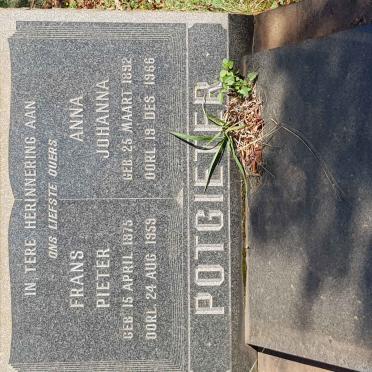 IN TERE HERINNERING AAN
ONS LIEFSTE OUERS
FRANS
PIETER
GEB. 15 APRIL 1875
OORL. 24 AUG. 1959
ANNA
JOHANNA
GEB. 25 MAART 1892
OORL. 19 DES. 1966
POTGIETER